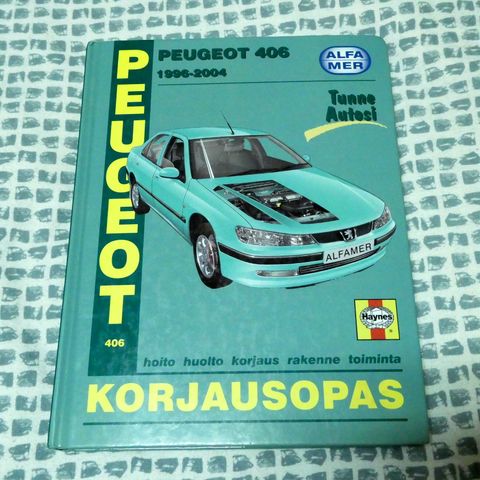 PEUGEOT
PEUGEOT 406
1996-2004
ALFA
MER
Tunne
Autosi
ALFAMER
Haynes
406
hoito huolto korjaus rakenne toiminta
KORJAUSOPAS